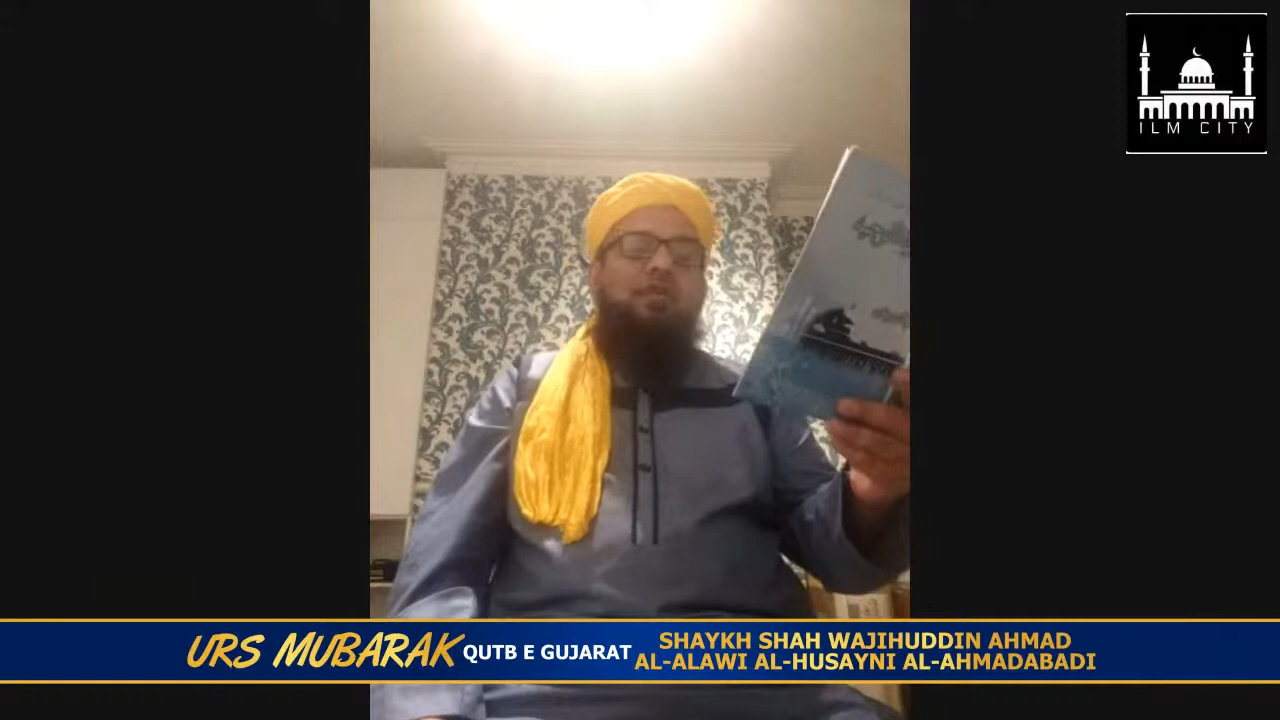 ILM CITY
URS MUBARAK QUTB E GUJARAT SHAYKH SHAH WAJIHUDDIN AHMAD
AL-ALAWI AL-HUSAYNI AL-AHMADABADI